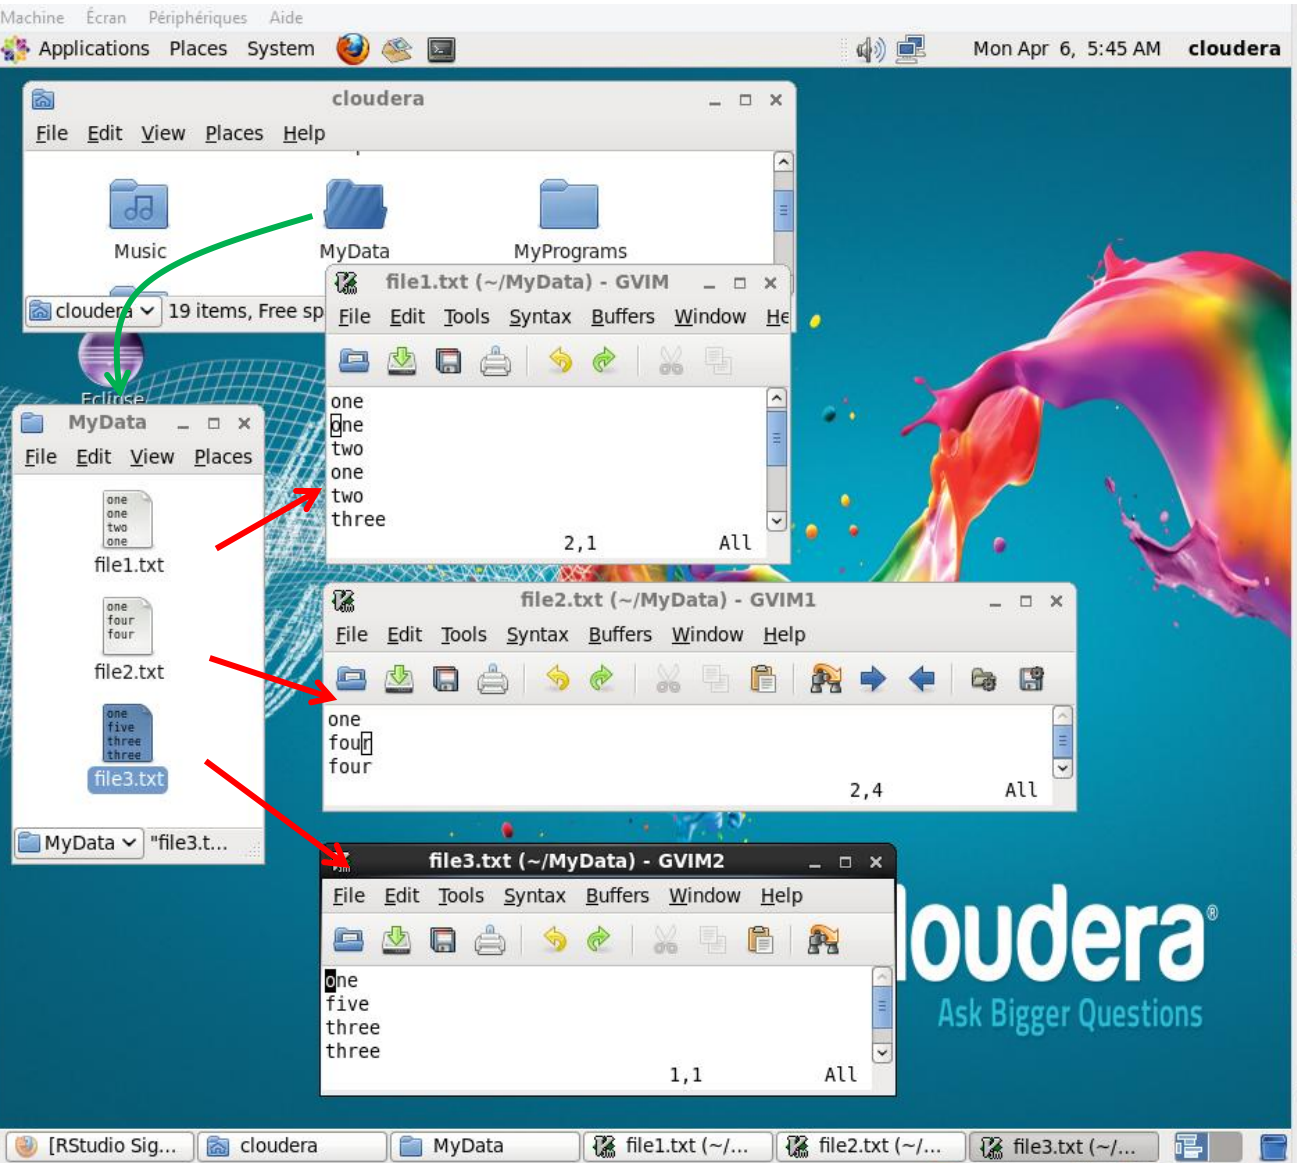 Machine Écran Périphériques Aide
Applications Places System Mon Apr 6, 5:45 AM cloudera
cloudera
File Edit View Places Help
Music MyData MyPrograms
cloudera 19 items, Free sp
file1.txt (~/MyData) - GVIM
File Edit Tools Syntax Buffers Window He
one
one
two
one
two
three
2,1 All
Eclipse
MyData
File Edit View Places
one
one
two
one
file1.txt
one
four
four
file2.txt
one
five
three
three
file3.txt
MyData "file3.t...
file2.txt (~/MyData) - GVIM1
File Edit Tools Syntax Buffers Window Help
one
four
four
2,4 All
file3.txt (~/MyData) - GVIM2
File Edit Tools Syntax Buffers Window Help
one
five
three
three
1,1 All
loudera®
Ask Bigger Questions
[RStudio Sig... cloudera MyData file1.txt (~/... file2.txt (~/... file3.txt (~/...